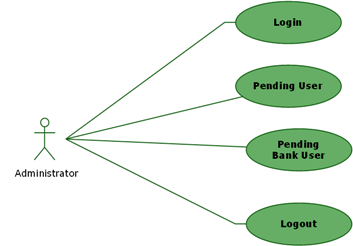 Login
Pending User
Administrator
Pending
Bank User
Logout